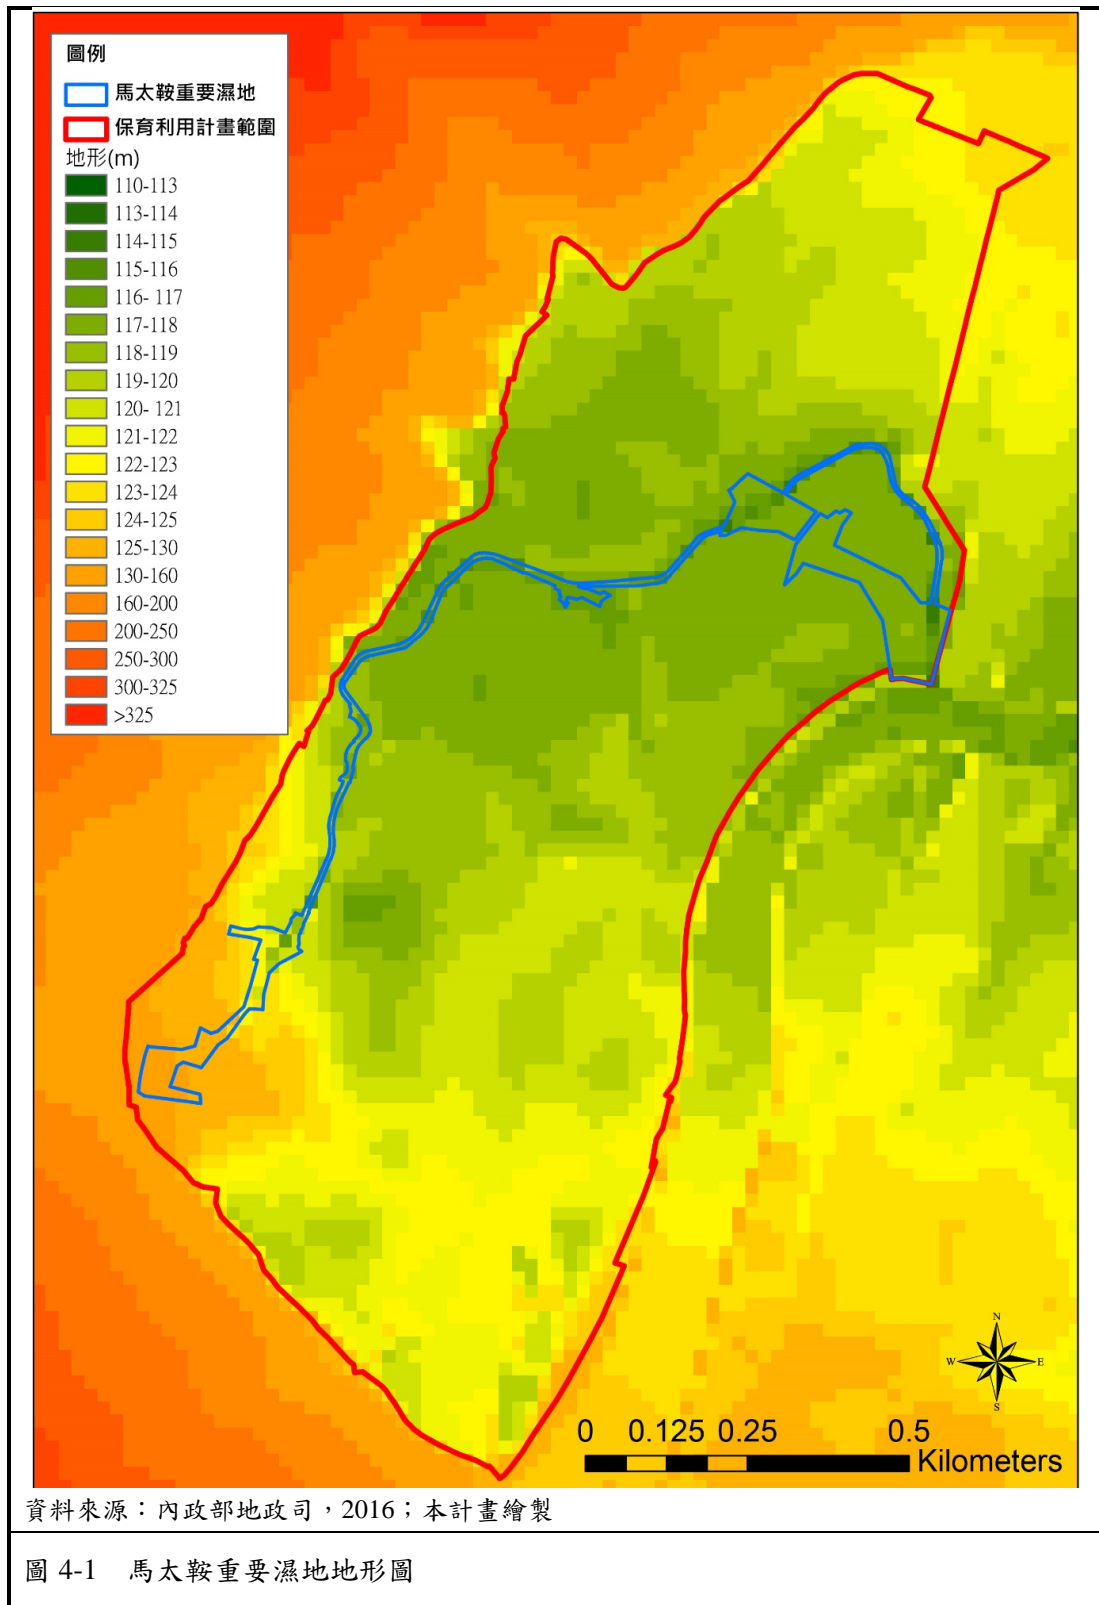 圖例
馬太鞍重要濕地
保育利用計畫範圍
地形(m)
110-113
113-114
114-115
115-116
116- 117
117-118
118-119
119-120
120- 121
121-122
122-123
123-124
124-125
125-130
130-160
160-200
200-250
250-300
300-325
>325
N
W E
S
0 0.125 0.25 0.5
Kilometers
資料來源：內政部地政司，2016；本計畫繪製
圖 4-1 馬太鞍重要濕地地形圖